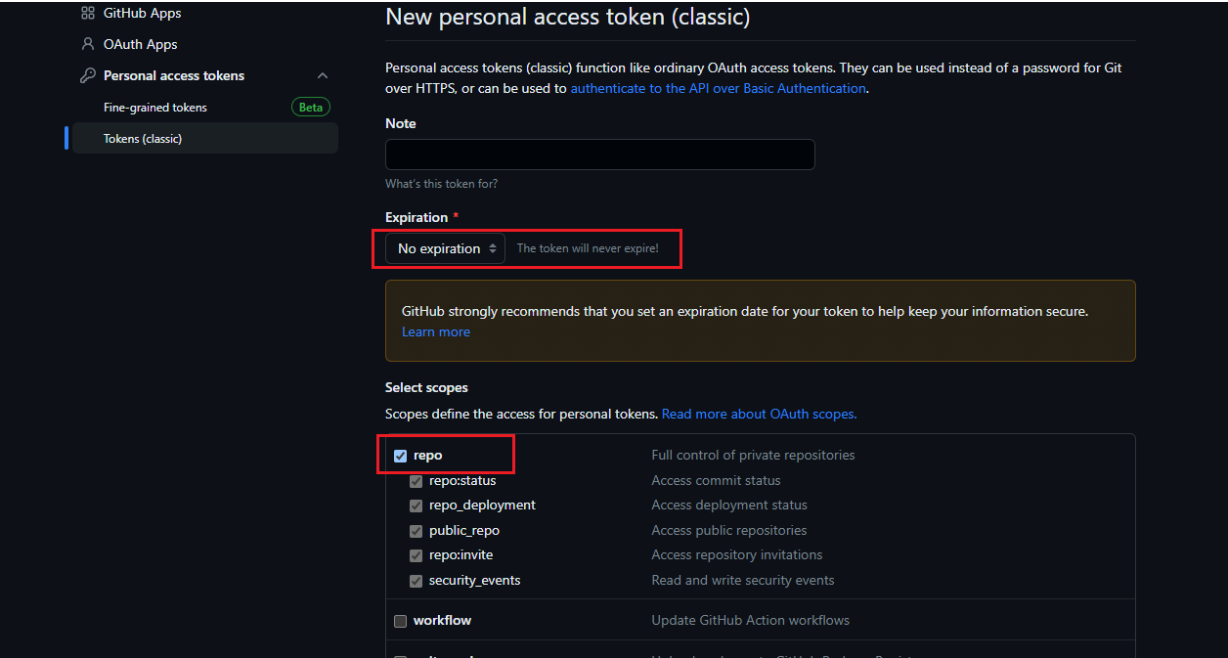 GitHub Apps
OAuth Apps
Personal access tokens
Fine-grained tokens Beta
Tokens (classic)
New personal access token (classic)
Personal access tokens (classic) function like ordinary OAuth access tokens. They can be used instead of a password for Git
over HTTPS, or can be used to authenticate to the API over Basic Authentication.
Note
What's this token for?
Expiration *
No expiration The token will never expire!
GitHub strongly recommends that you set an expiration date for your token to help keep your information secure.
Learn more
Select scopes
Scopes define the access for personal tokens. Read more about OAuth scopes.
repo Full control of private repositories
repo:status Access commit status
repo_deployment Access deployment status
public_repo Access public repositories
repo:invite Access repository invitations
security_events Read and write security events
workflow Update GitHub Action workflows